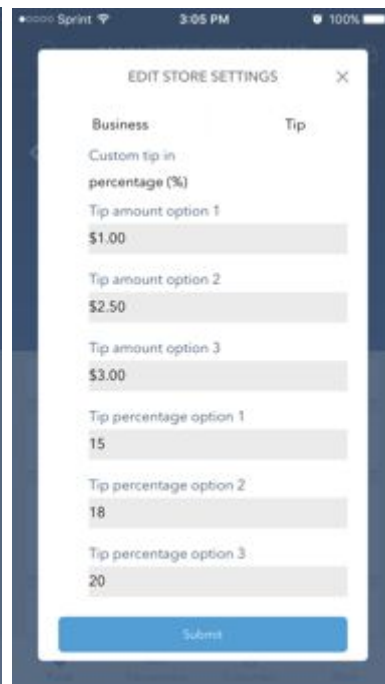 Sprint 3:05 PM 100%
EDIT STORE SETTINGS ×
Business Tip
Custom tip in
percentage (%)
Tip amount option 1
$1.00
Tip amount option 2
$2.50
Tip amount option 3
$3.00
Tip percentage option 1
15
Tip percentage option 2
18
Tip percentage option 3
20
Submit